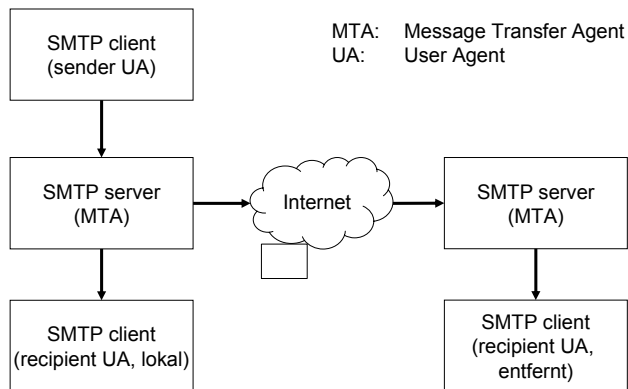 SMTP client
(sender UA)
MTA: Message Transfer Agent
UA: User Agent
SMTP server
(MTA)
Internet
SMTP server
(MTA)
SMTP client
(recipient UA, lokal)
SMTP client
(recipient UA,
entfernt)